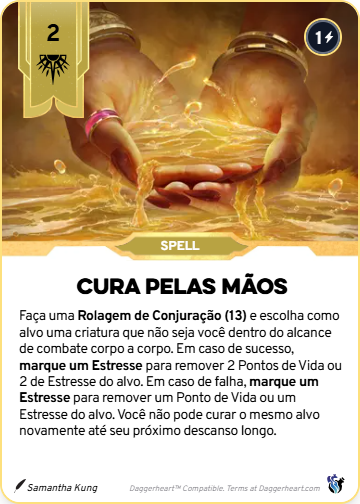 2
1
SPELL
CURA PELAS MÃOS
Faça uma Rolagem de Conjuração (13) e escolha como
alvo uma criatura que não seja você dentro do alcance
de combate corpo a corpo. Em caso de sucesso,
marque um Estresse para remover 2 Pontos de Vida ou
2 de Estresse do alvo. Em caso de falha, marque um
Estresse para remover um Ponto de Vida ou um
Estresse do alvo. Você não pode curar o mesmo alvo
novamente até seu próximo descanso longo.
Samantha Kung
Daggerheart™ Compatible. Terms at Daggerheart.com